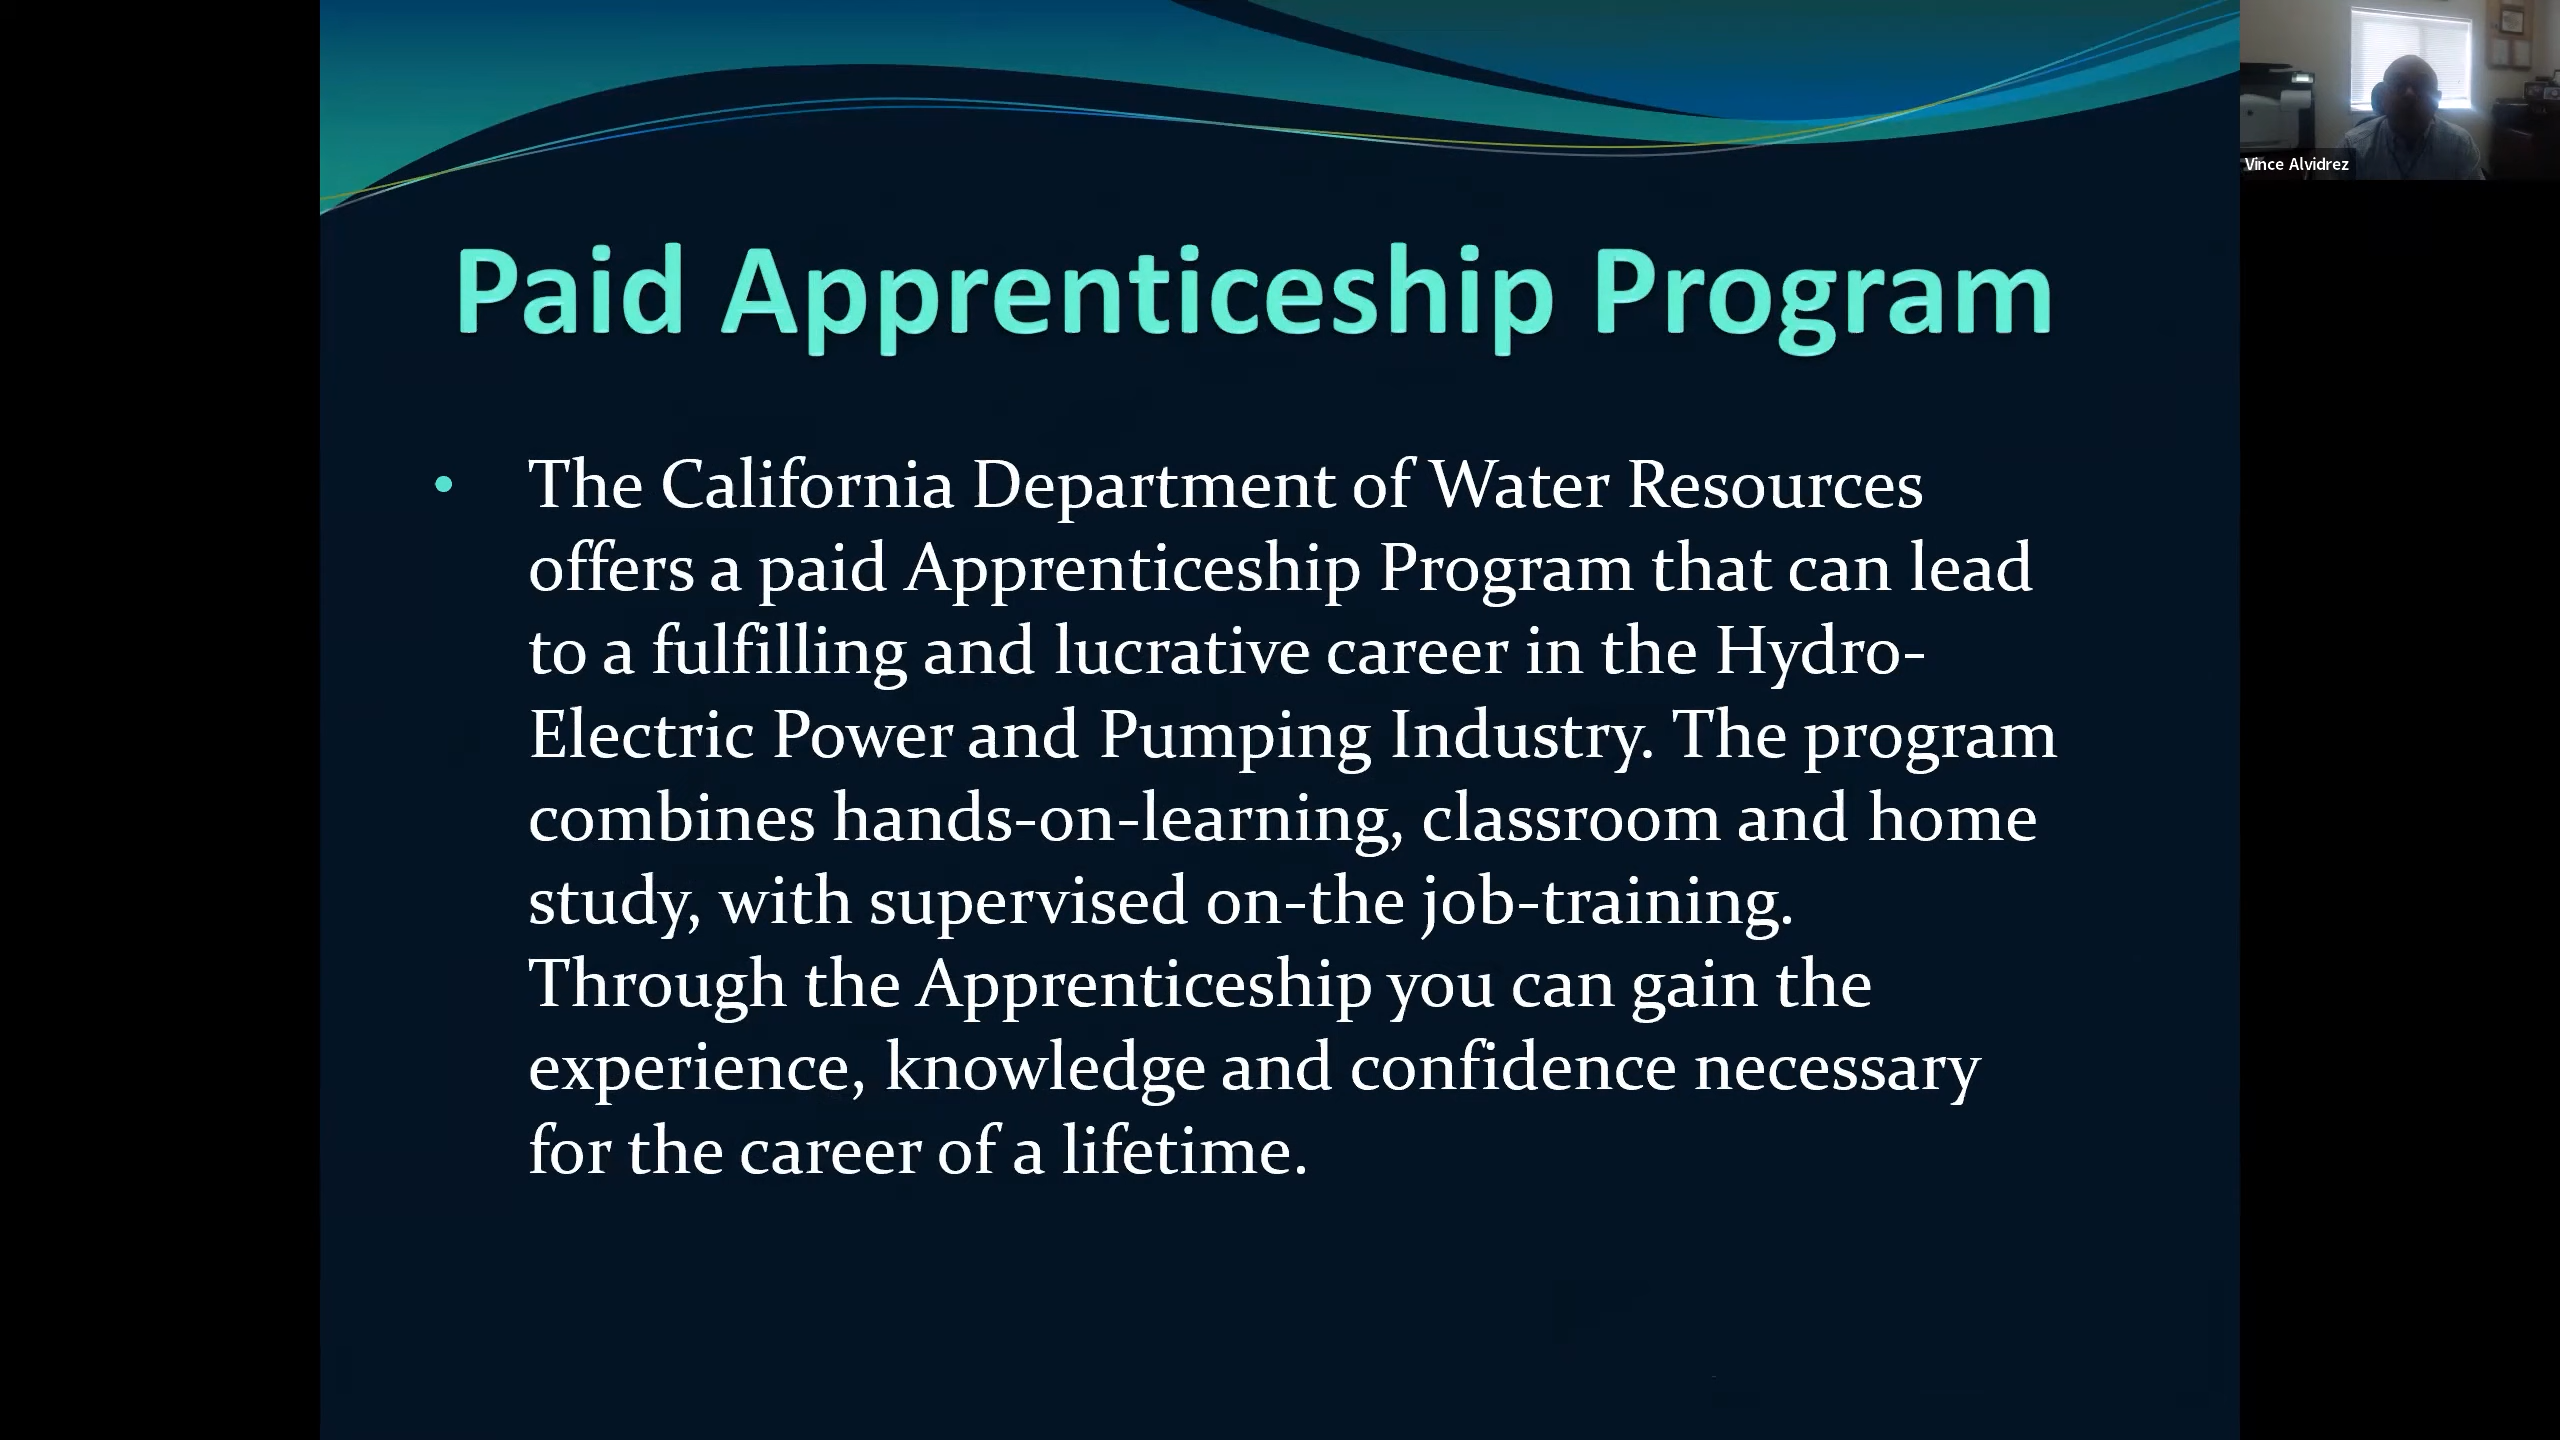 Paid Apprenticeship Program
• The California Department of Water Resources
offers a paid Apprenticeship Program that can lead
to a fulfilling and lucrative career in the Hydro-
Electric Power and Pumping Industry. The program
combines hands-on-learning, classroom and home
study, with supervised on-the job-training.
Through the Apprenticeship you can gain the
experience, knowledge and confidence necessary
for the career of a lifetime.
Vince Alvidrez